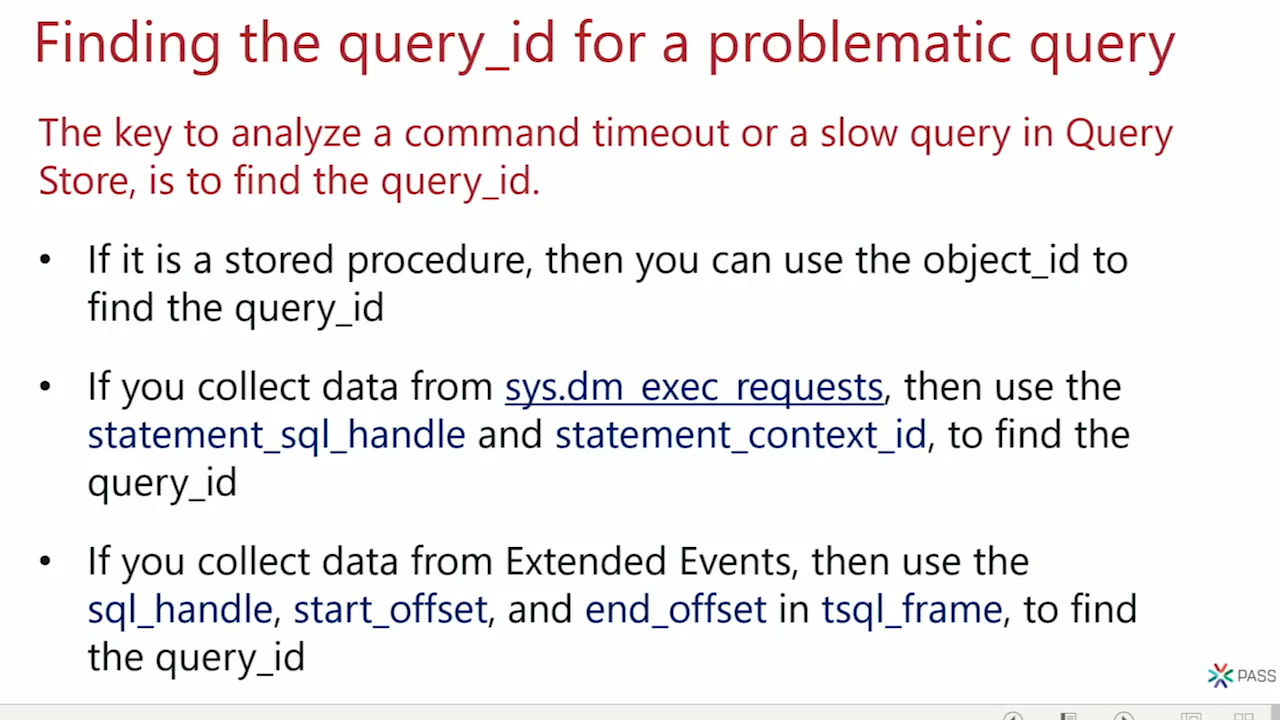 Finding the query_id for a problematic query
The key to analyze a command timeout or a slow query in Query
Store, is to find the query_id.
• If it is a stored procedure, then you can use the object_id to
find the query_id
• If you collect data from sys.dm_exec_requests, then use the
statement_sql_handle and statement_context_id, to find the
query_id
• If you collect data from Extended Events, then use the
sql_handle, start_offset, and end_offset in tsql_frame, to find
the query_id
PASS